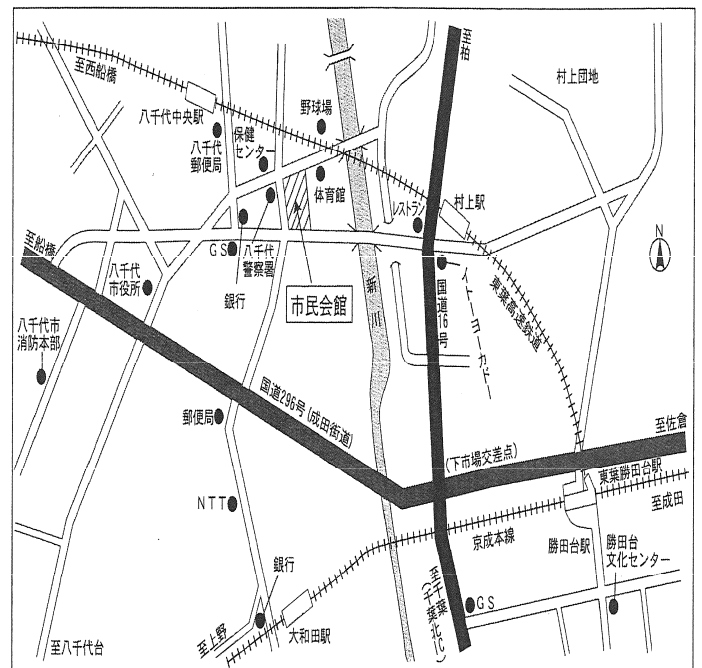 至西船橋
八千代中央駅
八千代
郵便局
保健
センター
野球場
体育館
至柏
村上団地
レストラン
村上駅
至船橋
GS
八千代
警察署
銀行
市民会館
新川
国道16号
イトーヨーカドー
東葉高速鉄道
八千代
市役所
八千代市
消防本部
国道296号(成田街道)
郵便局
(下市場交差点)
至佐倉
東葉勝田台駅
至成田
NTT
京成本線
勝田台駅
勝田台
文化センター
銀行
至千葉
(千葉北IC)
GS
至上野
大和田駅
至八千代台
N